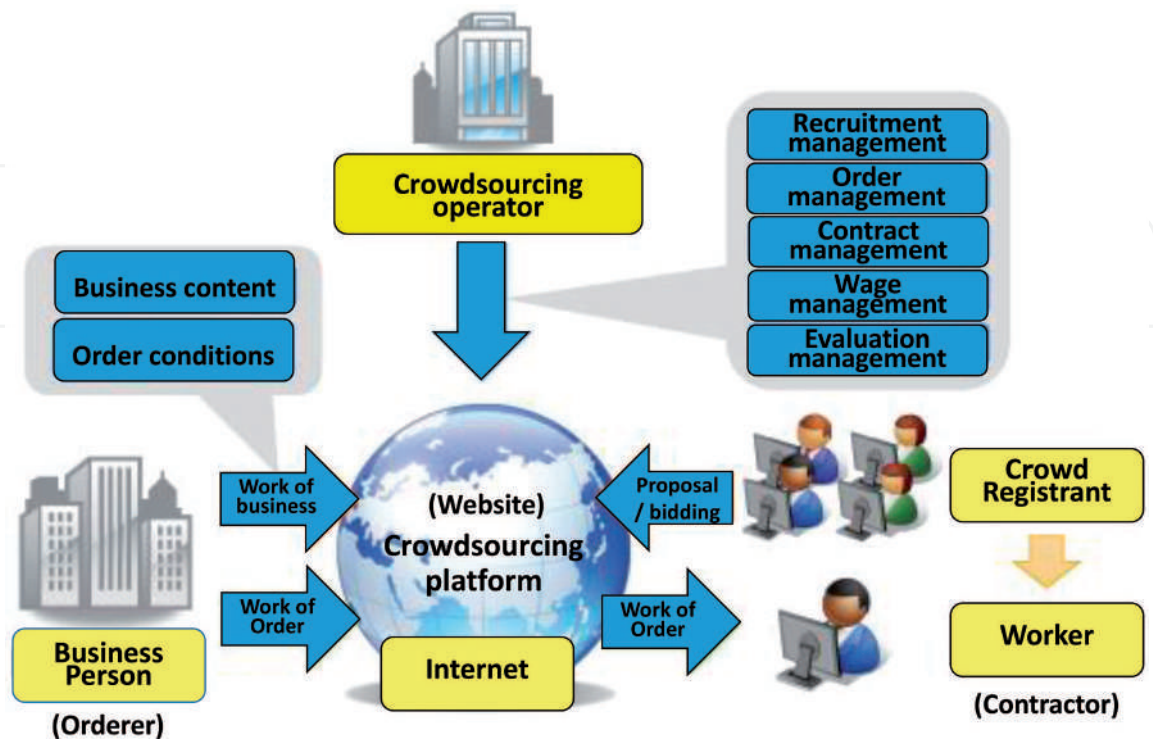 Crowdsourcing
operator
Recruitment
management
Order
management
Contract
management
Wage
management
Evaluation
management
Business content
Order conditions
Work of
business
(Website)
Crowdsourcing
platform
Proposal
/ bidding
Crowd
Registrant
Work of
Order
Work of
Order
Worker
(Contractor)
Internet
Business
Person
(Orderer)